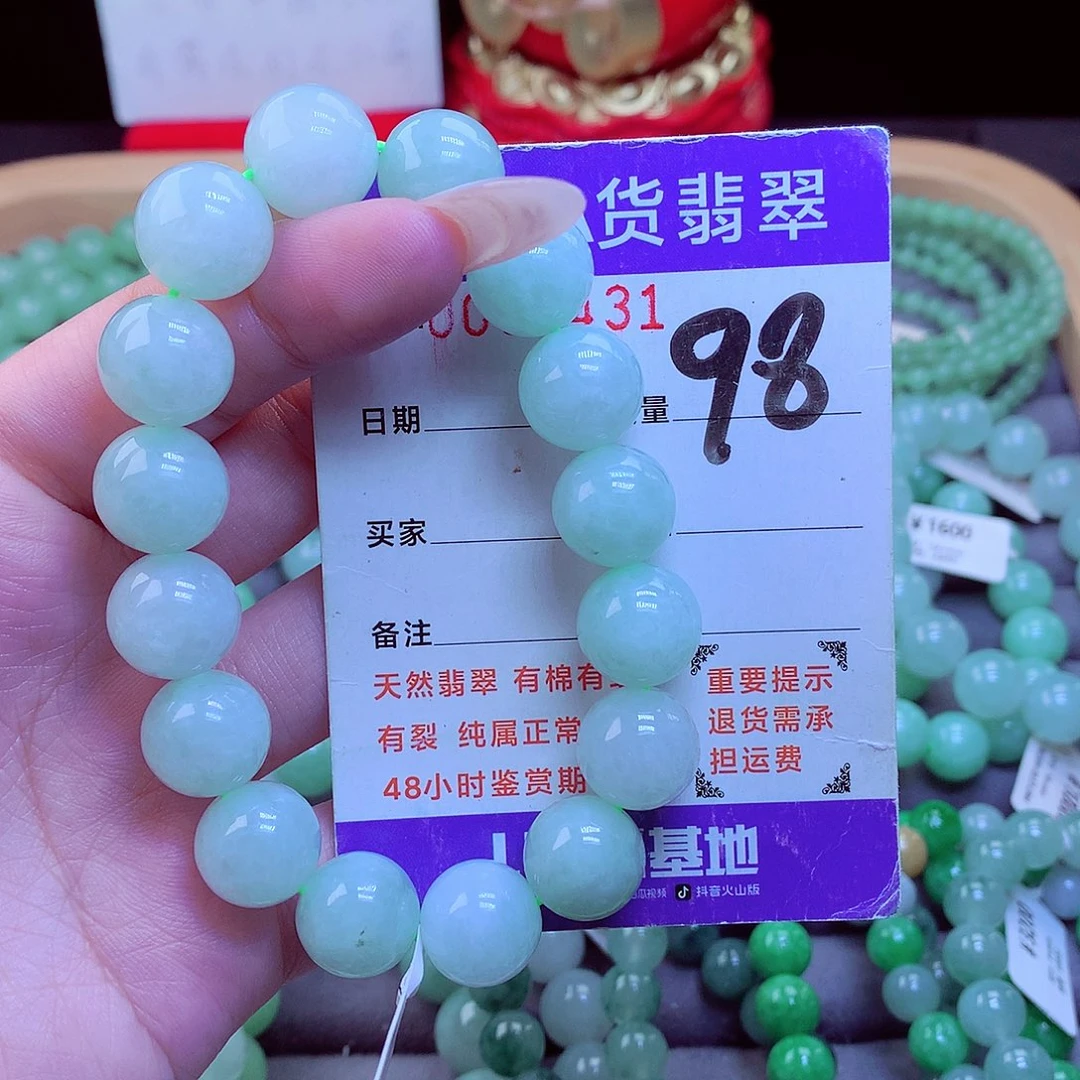 货翡翠
431
98
日期
量
买家
备注
天然翡翠 有棉有
有裂 纯属正常
48小时鉴赏期
重要提示
退货需承
担运费
基地
视频 抖音火山版
¥1600